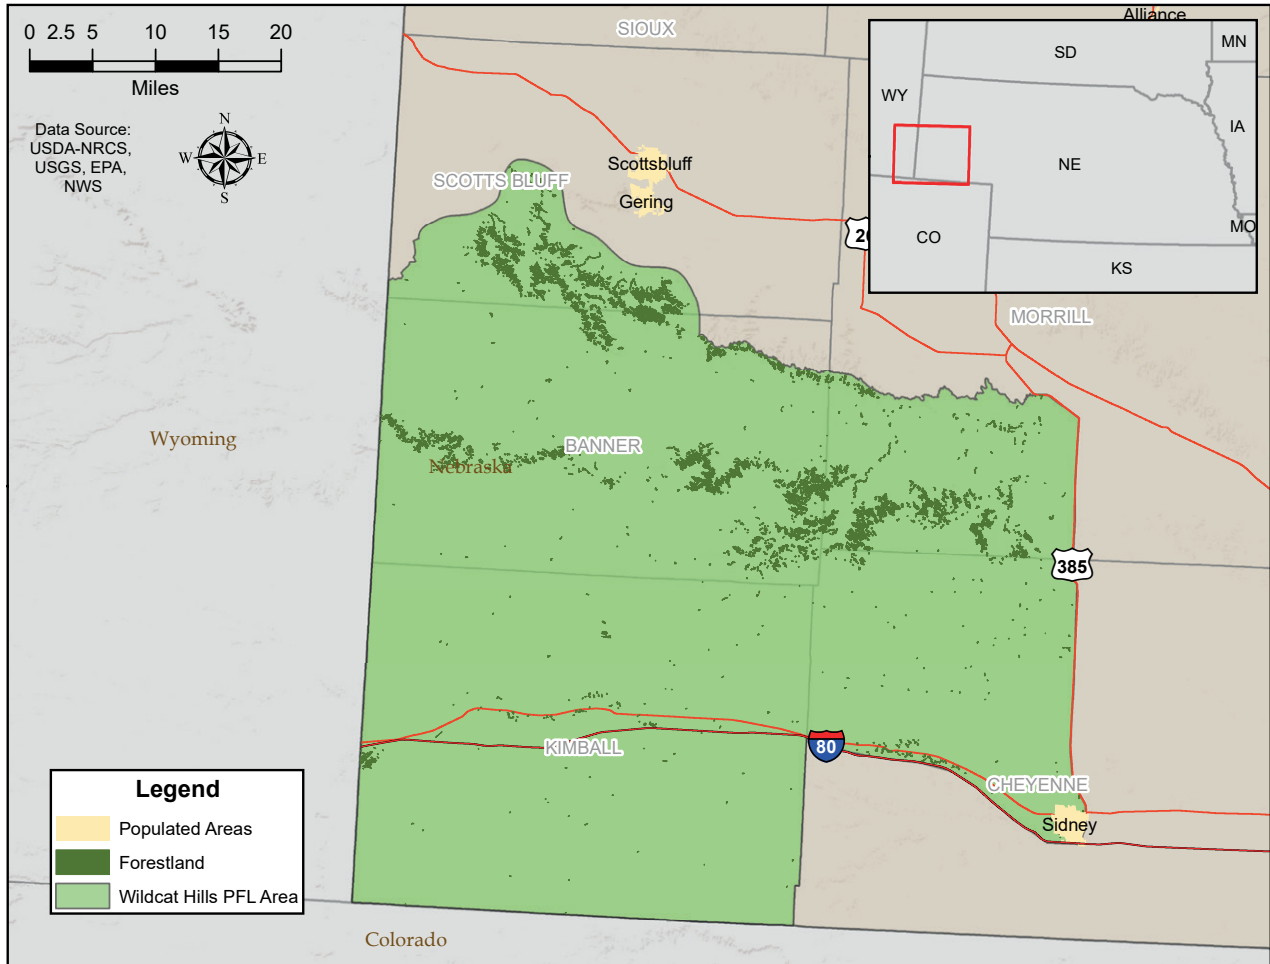 0 2.5 5 10 15 20
Miles
Data Source:
USDA-NRCS,
USGS, EPA,
NWS
N
W E
S
SIOUX
Alliance
SD
MN
WY
IA
NE
MO
CO
KS
Scottsbluff
SCOTTS BLUFF
Gering
MORRILL
Wyoming
BANNER
Nebraska
385
KIMBALL
80
CHEYENNE
Sidney
Legend
Populated Areas
Forestland
Wildcat Hills PFL Area
Colorado